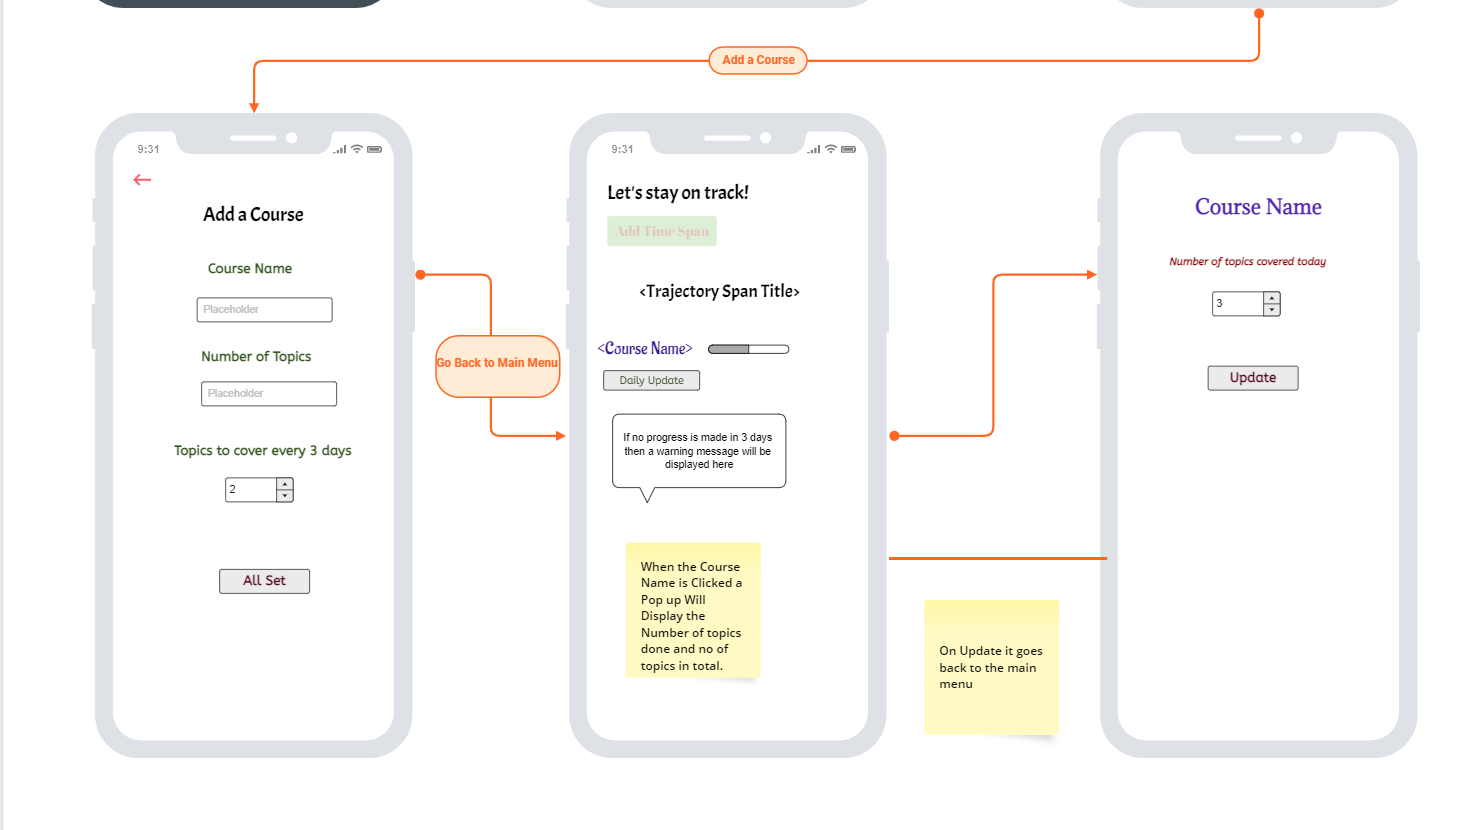 Add a Course
9:31
Add a Course
Course Name
Placeholder
Number of Topics
Placeholder
Topics to cover every 3 days
2
All Set
Go Back to Main Menu
9:31
Let's stay on track!
Add Time Span
<Trajectory Span Title>
<Course Name>
Daily Update
If no progress is made in 3 days
then a warning message will be
displayed here
When the Course
Name is Clicked a
Pop up Will
Display the
Number of topics
done and no of
topics in total.
On Update it goes
back to the main
menu
Course Name
Number of topics covered today
3
Update